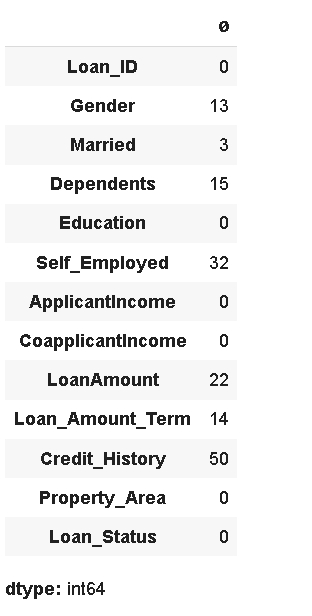 0
Loan_ID 0
Gender 13
Married 3
Dependents 15
Education 0
Self_Employed 32
ApplicantIncome 0
CoapplicantIncome 0
LoanAmount 22
Loan_Amount_Term 14
Credit_History 50
Property_Area 0
Loan_Status 0
dtype: int64